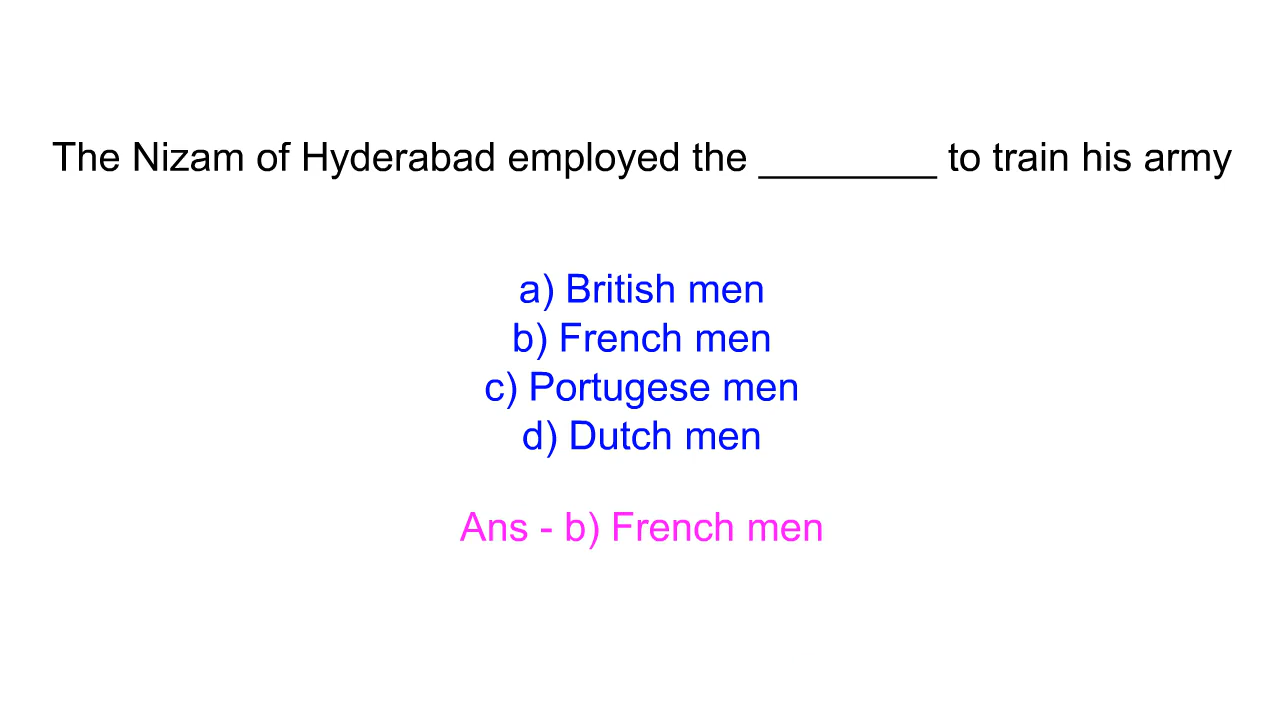 The Nizam of Hyderabad employed the ________ to train his army
a) British men
b) French men
c) Portugese men
d) Dutch men
Ans - b) French men